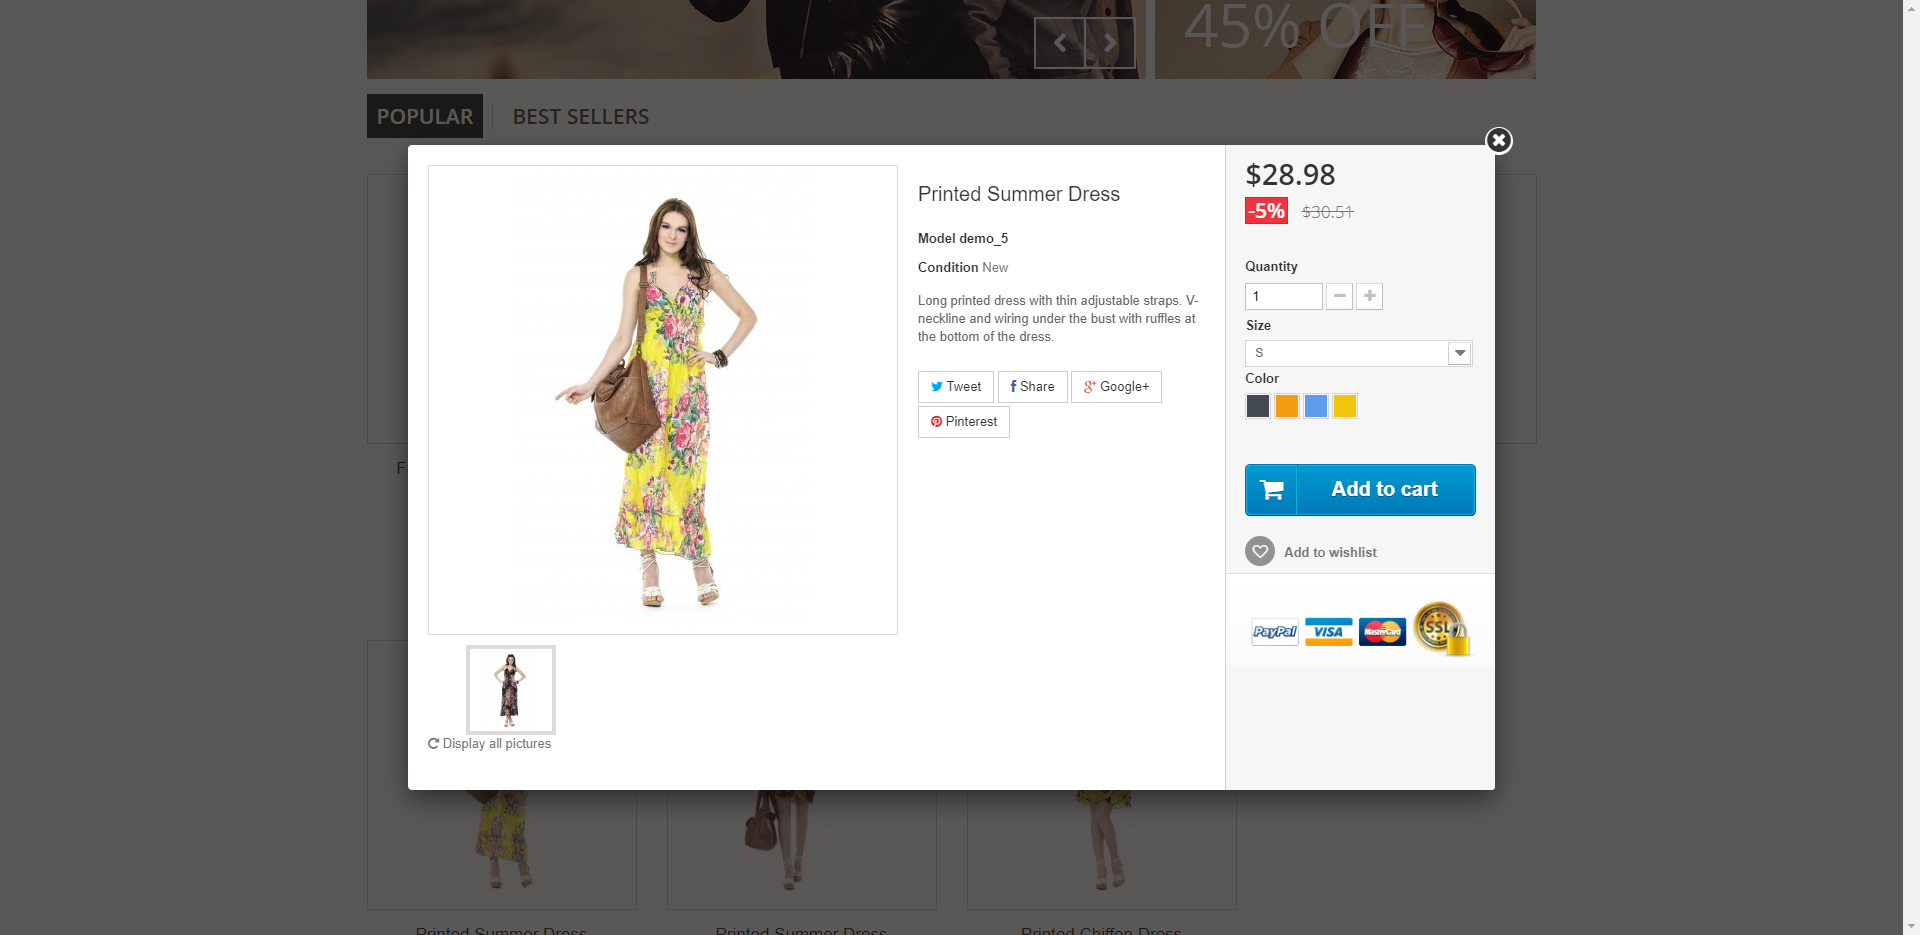 45% OFF
POPULAR
BEST SELLERS
Printed Summer Dress
Model demo_5
Condition New
Long printed dress with thin adjustable straps. V-
neckline and wiring under the bust with ruffles at
the bottom of the dress.
Tweet
Share
Google+
Pinterest
Display all pictures
$28.98
-5% $30.51
Quantity
1
Size
S
Color
Add to cart
Add to wishlist
PayPal
VISA
MasterCard
SSL
F
Printed Summer Dress
Printed Summer Dress
Printed Chiffon Dress